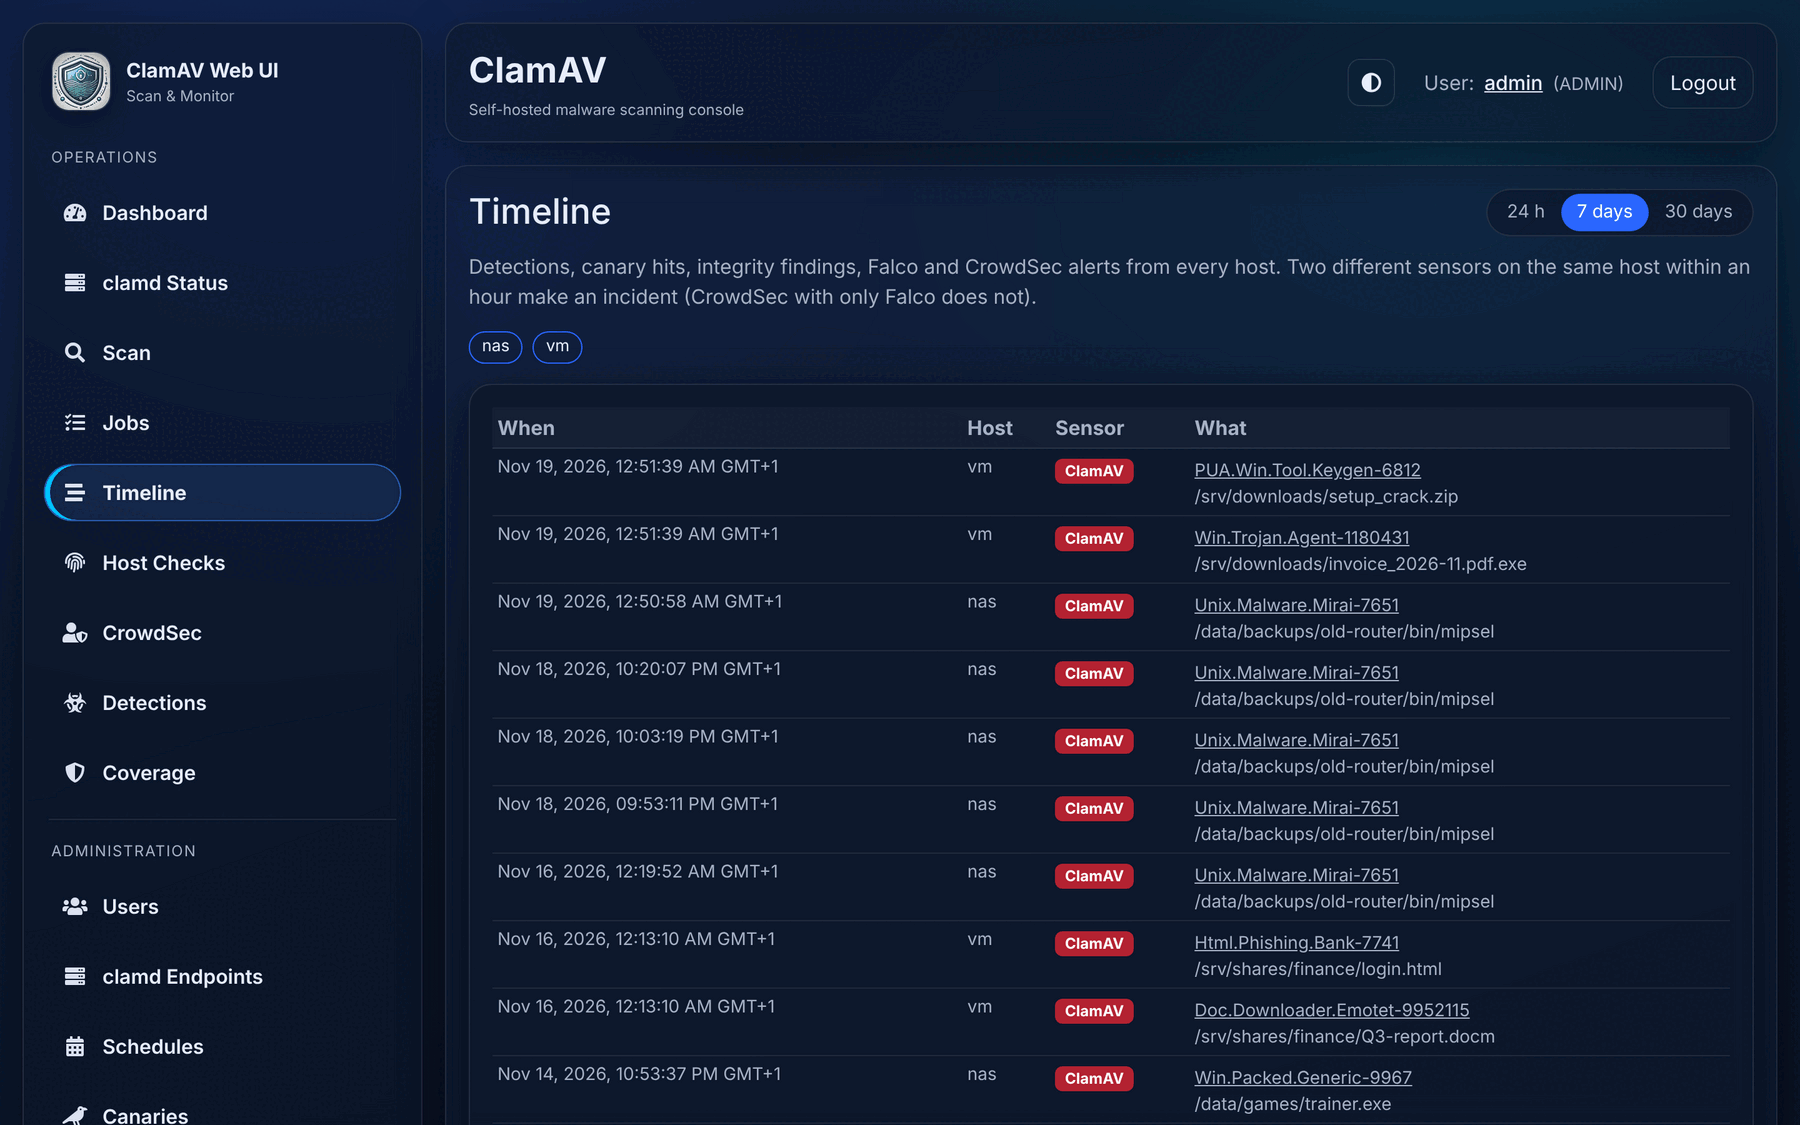 ClamAV Web UI
Scan & Monitor
OPERATIONS
Dashboard
clamd Status
Scan
Jobs
Timeline
Host Checks
CrowdSec
Detections
Coverage
ADMINISTRATION
Users
clamd Endpoints
Schedules
Canaries
ClamAV
Self-hosted malware scanning console
User: admin (ADMIN)
Logout
Timeline
24 h 7 days 30 days
Detections, canary hits, integrity findings, Falco and CrowdSec alerts from every host. Two different sensors on the same host within an
hour make an incident (CrowdSec with only Falco does not).
nas vm
When Host Sensor What
Nov 19, 2026, 12:51:39 AM GMT+1 vm ClamAV PUA.Win.Tool.Keygen-6812
/srv/downloads/setup_crack.zip
Nov 19, 2026, 12:51:39 AM GMT+1 vm ClamAV Win.Trojan.Agent-1180431
/srv/downloads/invoice_2026-11.pdf.exe
Nov 19, 2026, 12:50:58 AM GMT+1 nas ClamAV Unix.Malware.Mirai-7651
/data/backups/old-router/bin/mipsel
Nov 18, 2026, 10:20:07 PM GMT+1 nas ClamAV Unix.Malware.Mirai-7651
/data/backups/old-router/bin/mipsel
Nov 18, 2026, 10:03:19 PM GMT+1 nas ClamAV Unix.Malware.Mirai-7651
/data/backups/old-router/bin/mipsel
Nov 18, 2026, 09:53:11 PM GMT+1 nas ClamAV Unix.Malware.Mirai-7651
/data/backups/old-router/bin/mipsel
Nov 16, 2026, 12:19:52 AM GMT+1 nas ClamAV Unix.Malware.Mirai-7651
/data/backups/old-router/bin/mipsel
Nov 16, 2026, 12:13:10 AM GMT+1 vm ClamAV Html.Phishing.Bank-7741
/srv/shares/finance/login.html
Nov 16, 2026, 12:13:10 AM GMT+1 vm ClamAV Doc.Downloader.Emotet-9952115
/srv/shares/finance/Q3-report.docm
Nov 14, 2026, 10:53:37 PM GMT+1 nas ClamAV Win.Packed.Generic-9967
/data/games/trainer.exe